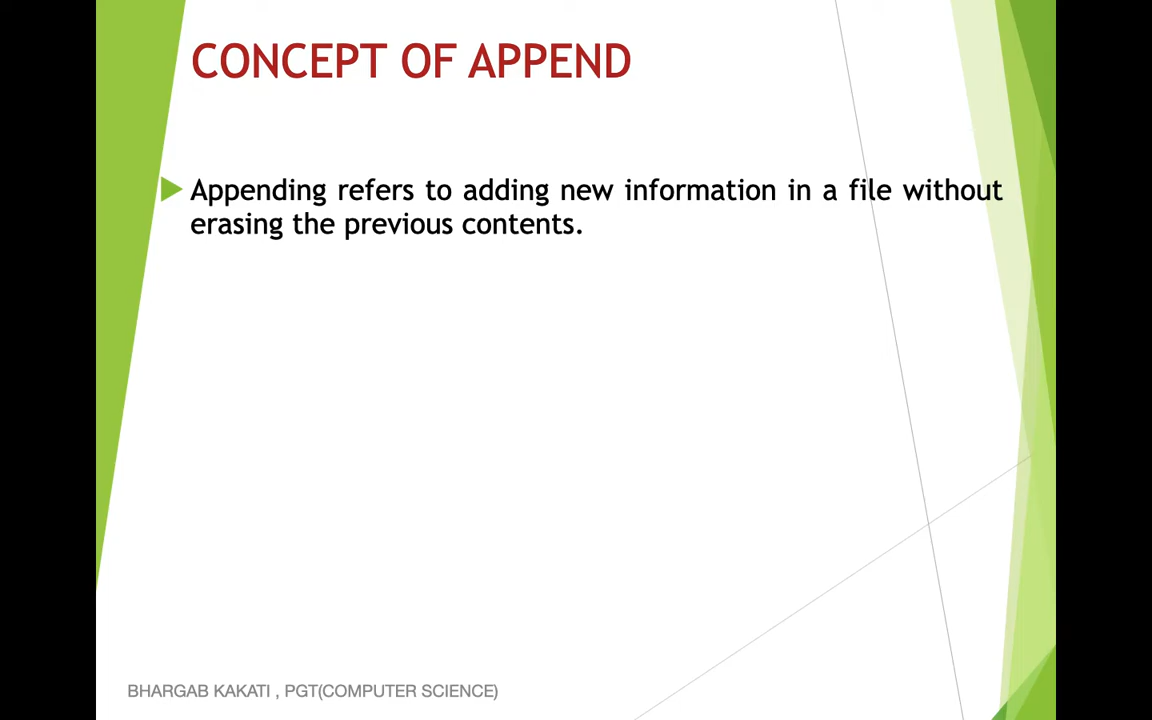 CONCEPT OF APPEND
Appending refers to adding new information in a file without
erasing the previous contents.
BHARGAB KAKATI , PGT(COMPUTER SCIENCE)